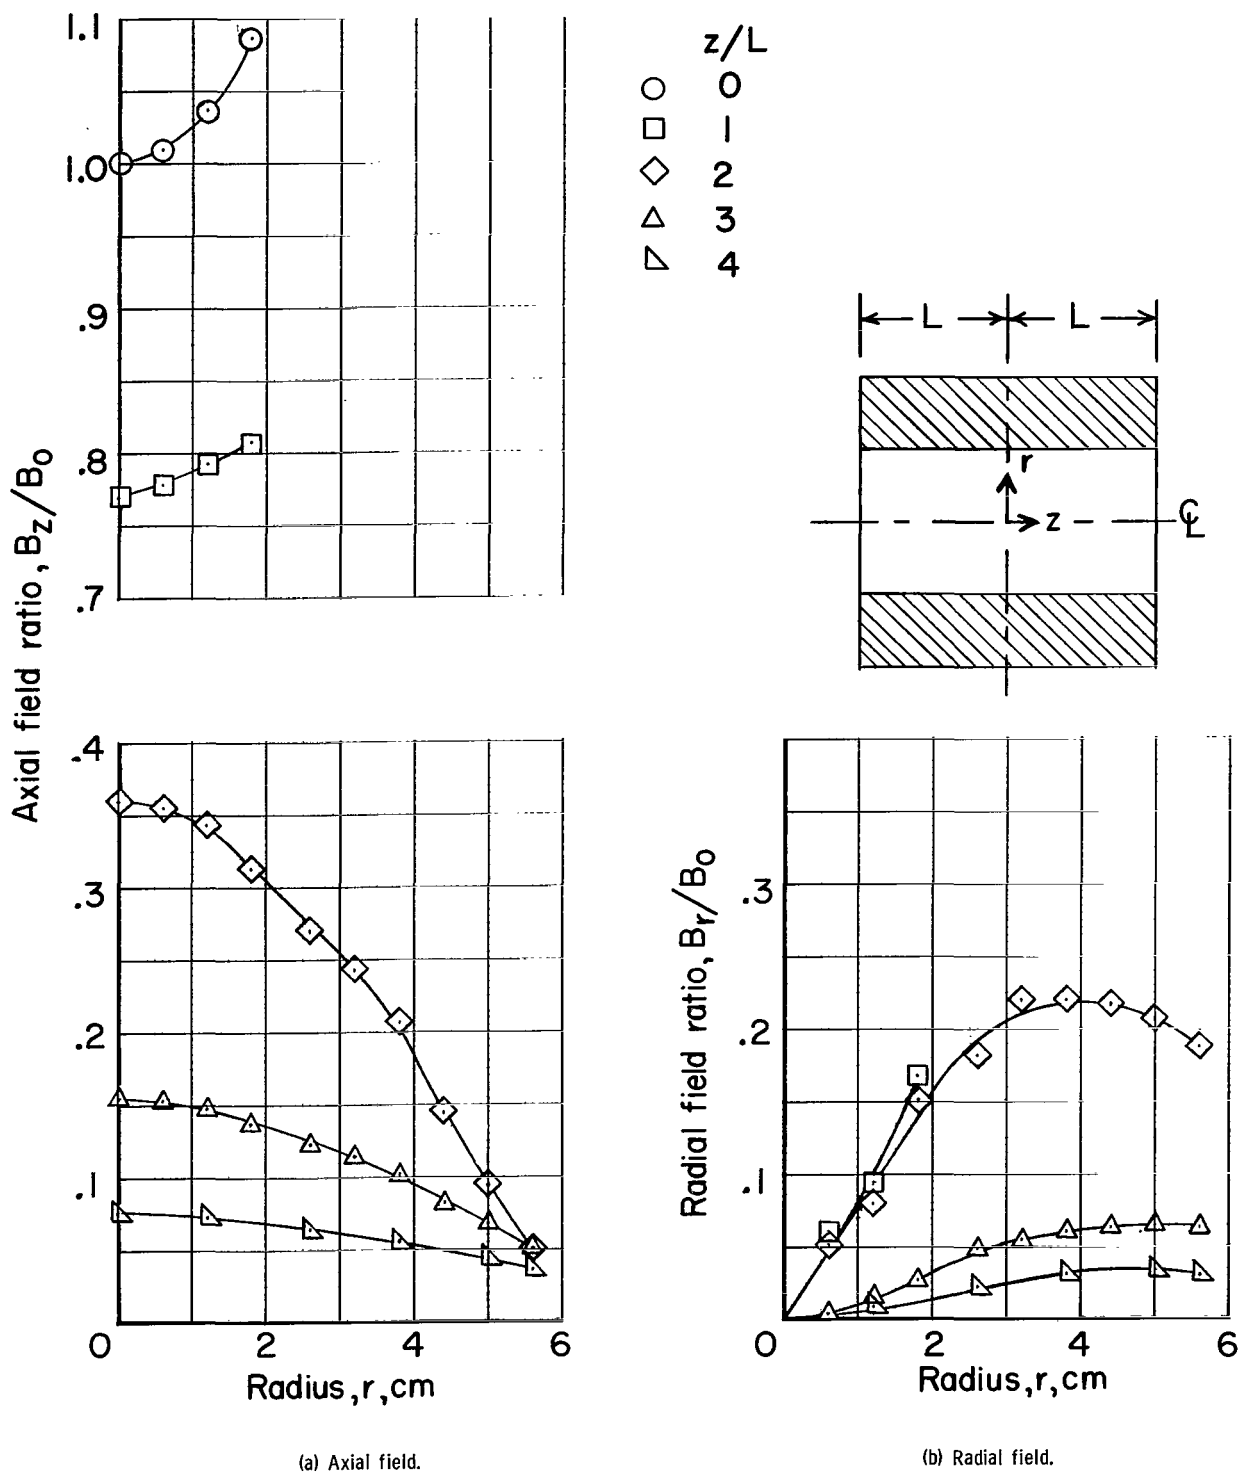 z/L
0
1
2
3
4
1.1
1.0
.9
.8
.7
Axial field ratio, Bz/B0
.4
.3
.2
.1
0 2 4 6
Radius, r, cm
(a) Axial field.
L L
r
z
℄
Radial field ratio, Br/B0
.3
.2
.1
0 2 4 6
Radius, r, cm
(b) Radial field.